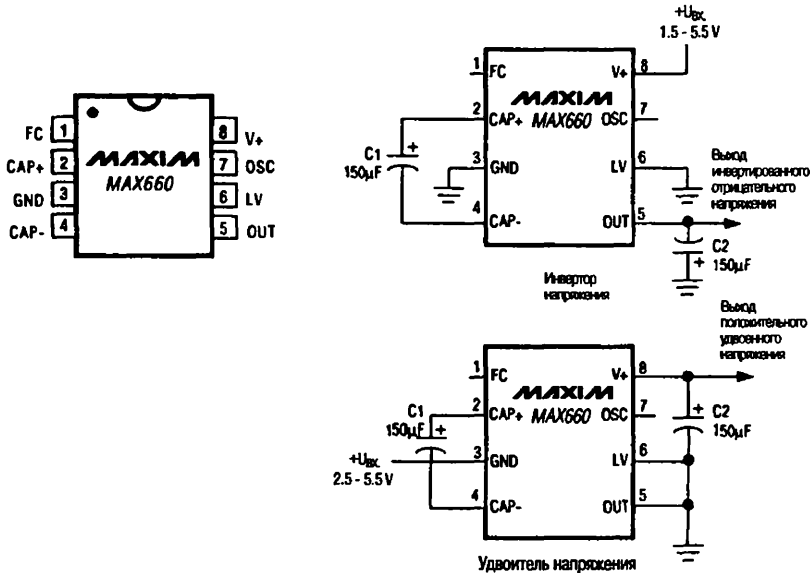 FC 1
CAP+ 2
GND 3
CAP- 4
MAXIM
MAX660
8 V+
7 OSC
6 LV
5 OUT
+Uвх.
1.5 - 5.5 V
1 FC
2 CAP+
3 GND
4 CAP-
MAXIM
MAX660
V+ 8
OSC 7
LV 6
OUT 5
C1
150µF
+
Выход
инвертированного
отрицательного
напряжения
C2
+ 150µF
Инвертор
напряжения
Выход
положительного
удвоенного
напряжения
1 FC
2 CAP+
3 GND
4 CAP-
MAXIM
MAX660
V+ 8
OSC 7
LV 6
OUT 5
C1
150µF +
+Uвх.
2.5 - 5.5 V
+ C2
150µF
Удвоитель напряжения